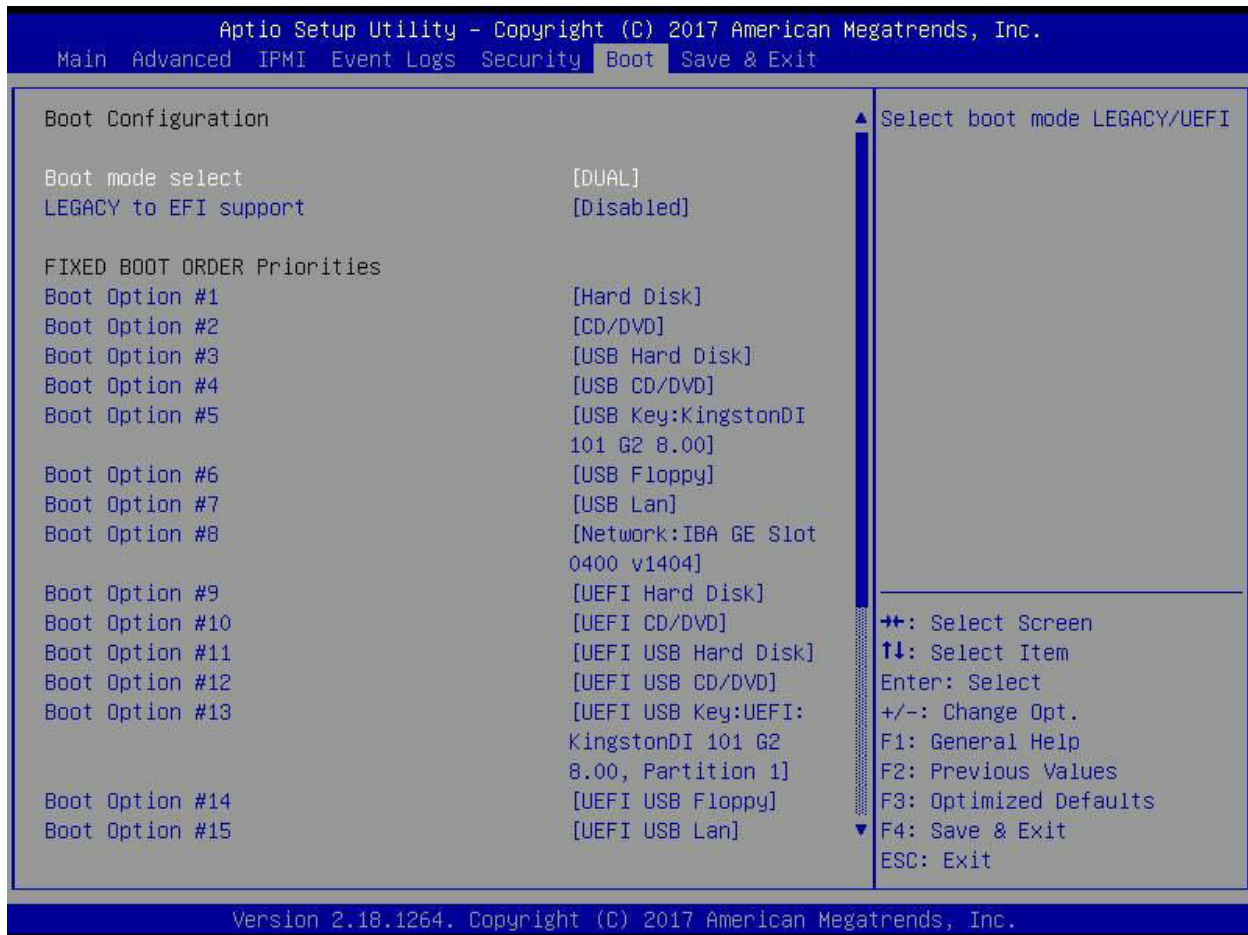 Aptio Setup Utility – Copyright (C) 2017 American Megatrends, Inc.
Main Advanced IPMI Event Logs Security Boot Save & Exit
Boot Configuration
Boot mode select [DUAL]
LEGACY to EFI support [Disabled]
FIXED BOOT ORDER Priorities
Boot Option #1 [Hard Disk]
Boot Option #2 [CD/DVD]
Boot Option #3 [USB Hard Disk]
Boot Option #4 [USB CD/DVD]
Boot Option #5 [USB Key:KingstonDI
101 G2 8.00]
Boot Option #6 [USB Floppy]
Boot Option #7 [USB Lan]
Boot Option #8 [Network:IBA GE Slot
0400 v1404]
Boot Option #9 [UEFI Hard Disk]
Boot Option #10 [UEFI CD/DVD]
Boot Option #11 [UEFI USB Hard Disk]
Boot Option #12 [UEFI USB CD/DVD]
Boot Option #13 [UEFI USB Key:UEFI:
KingstonDI 101 G2
8.00, Partition 1]
Boot Option #14 [UEFI USB Floppy]
Boot Option #15 [UEFI USB Lan]
Select boot mode LEGACY/UEFI
→←: Select Screen
↑↓: Select Item
Enter: Select
+/-: Change Opt.
F1: General Help
F2: Previous Values
F3: Optimized Defaults
F4: Save & Exit
ESC: Exit
Version 2.18.1264. Copyright (C) 2017 American Megatrends, Inc.